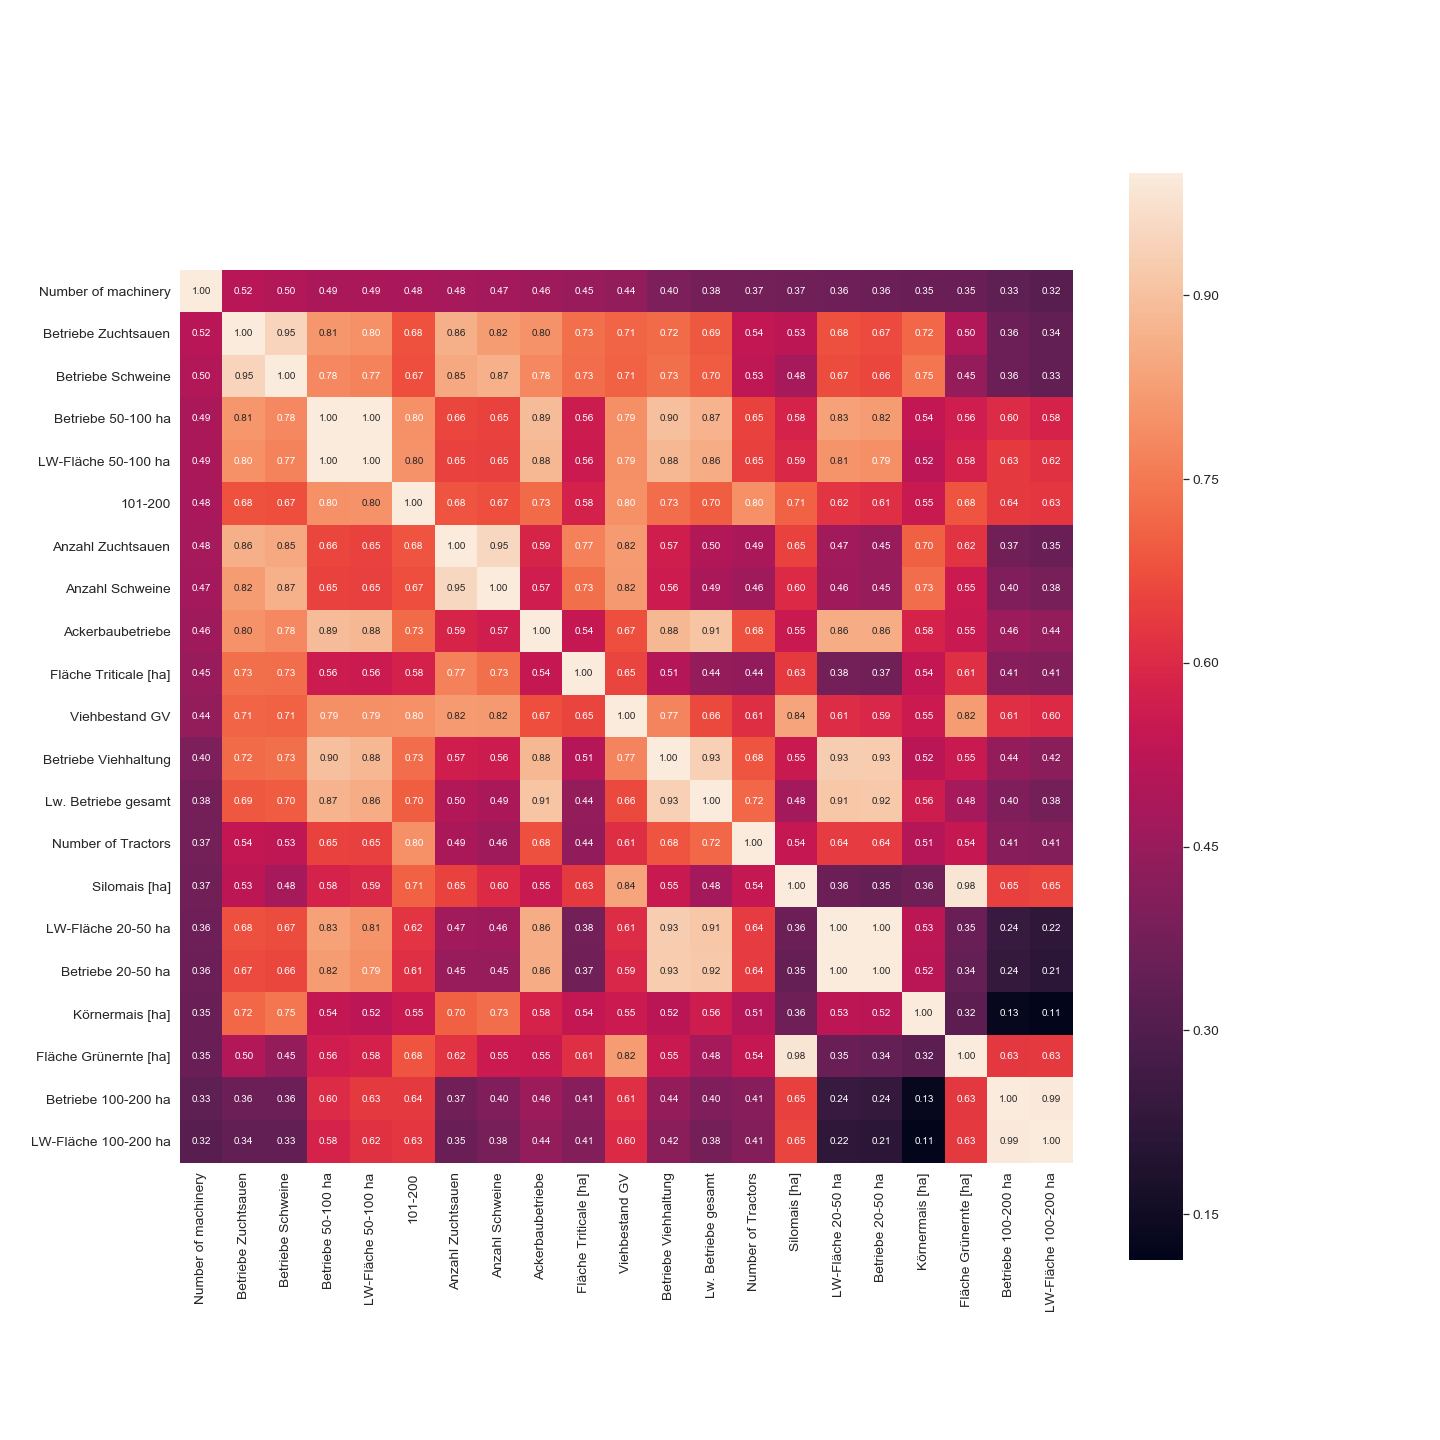 Number of machinery 1.00 0.52 0.50 0.49 0.49 0.48 0.48 0.47 0.46 0.45 0.44 0.40 0.38 0.37 0.37 0.36 0.36 0.35 0.35 0.33 0.32
Betriebe Zuchtsauen 0.52 1.00 0.95 0.81 0.80 0.68 0.86 0.82 0.80 0.73 0.71 0.72 0.69 0.54 0.53 0.68 0.67 0.72 0.50 0.36 0.34
Betriebe Schweine 0.50 0.95 1.00 0.78 0.77 0.67 0.85 0.87 0.78 0.73 0.71 0.73 0.70 0.53 0.48 0.67 0.66 0.75 0.45 0.36 0.33
Betriebe 50-100 ha 0.49 0.81 0.78 1.00 1.00 0.80 0.66 0.65 0.89 0.56 0.79 0.90 0.87 0.65 0.58 0.83 0.82 0.54 0.56 0.60 0.58
LW-Fläche 50-100 ha 0.49 0.80 0.77 1.00 1.00 0.80 0.65 0.65 0.88 0.56 0.79 0.88 0.86 0.65 0.59 0.81 0.79 0.52 0.58 0.63 0.62
101-200 0.48 0.68 0.67 0.80 0.80 1.00 0.68 0.67 0.73 0.58 0.80 0.73 0.70 0.80 0.71 0.62 0.61 0.55 0.68 0.64 0.63
Anzahl Zuchtsauen 0.48 0.86 0.85 0.66 0.65 0.68 1.00 0.95 0.59 0.77 0.82 0.57 0.50 0.49 0.65 0.47 0.45 0.70 0.62 0.37 0.35
Anzahl Schweine 0.47 0.82 0.87 0.65 0.65 0.67 0.95 1.00 0.57 0.73 0.82 0.56 0.49 0.46 0.60 0.46 0.45 0.73 0.55 0.40 0.38
Ackerbaubetriebe 0.46 0.80 0.78 0.89 0.88 0.73 0.59 0.57 1.00 0.54 0.67 0.88 0.91 0.68 0.55 0.86 0.86 0.58 0.55 0.46 0.44
Fläche Triticale [ha] 0.45 0.73 0.73 0.56 0.56 0.58 0.77 0.73 0.54 1.00 0.65 0.51 0.44 0.44 0.63 0.38 0.37 0.54 0.61 0.41 0.41
Viehbestand GV 0.44 0.71 0.71 0.79 0.79 0.80 0.82 0.82 0.67 0.65 1.00 0.77 0.66 0.61 0.84 0.61 0.59 0.55 0.82 0.61 0.60
Betriebe Viehhaltung 0.40 0.72 0.73 0.90 0.88 0.73 0.57 0.56 0.88 0.51 0.77 1.00 0.93 0.68 0.55 0.93 0.93 0.52 0.55 0.44 0.42
Lw. Betriebe gesamt 0.38 0.69 0.70 0.87 0.86 0.70 0.50 0.49 0.91 0.44 0.66 0.93 1.00 0.72 0.48 0.91 0.92 0.56 0.48 0.40 0.38
Number of Tractors 0.37 0.54 0.53 0.65 0.65 0.80 0.49 0.46 0.68 0.44 0.61 0.68 0.72 1.00 0.54 0.64 0.64 0.51 0.54 0.41 0.41
Silomais [ha] 0.37 0.53 0.48 0.58 0.59 0.71 0.65 0.60 0.55 0.63 0.84 0.55 0.48 0.54 1.00 0.36 0.35 0.36 0.98 0.65 0.65
LW-Fläche 20-50 ha 0.36 0.68 0.67 0.83 0.81 0.62 0.47 0.46 0.86 0.38 0.61 0.93 0.91 0.64 0.36 1.00 1.00 0.53 0.35 0.24 0.22
Betriebe 20-50 ha 0.36 0.67 0.66 0.82 0.79 0.61 0.45 0.45 0.86 0.37 0.59 0.93 0.92 0.64 0.35 1.00 1.00 0.52 0.34 0.24 0.21
Körnermais [ha] 0.35 0.72 0.75 0.54 0.52 0.55 0.70 0.73 0.58 0.54 0.55 0.52 0.56 0.51 0.36 0.53 0.52 1.00 0.32 0.13 0.11
Fläche Grünernte [ha] 0.35 0.50 0.45 0.56 0.58 0.68 0.62 0.55 0.55 0.61 0.82 0.55 0.48 0.54 0.98 0.35 0.34 0.32 1.00 0.63 0.63
Betriebe 100-200 ha 0.33 0.36 0.36 0.60 0.63 0.64 0.37 0.40 0.46 0.41 0.61 0.44 0.40 0.41 0.65 0.24 0.24 0.13 0.63 1.00 0.99
LW-Fläche 100-200 ha 0.32 0.34 0.33 0.58 0.62 0.63 0.35 0.38 0.44 0.41 0.60 0.42 0.38 0.41 0.65 0.22 0.21 0.11 0.63 0.99 1.00
Number of machinery
Betriebe Zuchtsauen
Betriebe Schweine
Betriebe 50-100 ha
LW-Fläche 50-100 ha
101-200
Anzahl Zuchtsauen
Anzahl Schweine
Ackerbaubetriebe
Fläche Triticale [ha]
Viehbestand GV
Betriebe Viehhaltung
Lw. Betriebe gesamt
Number of Tractors
Silomais [ha]
LW-Fläche 20-50 ha
Betriebe 20-50 ha
Körnermais [ha]
Fläche Grünernte [ha]
Betriebe 100-200 ha
LW-Fläche 100-200 ha
0.90
0.75
0.60
0.45
0.30
0.15